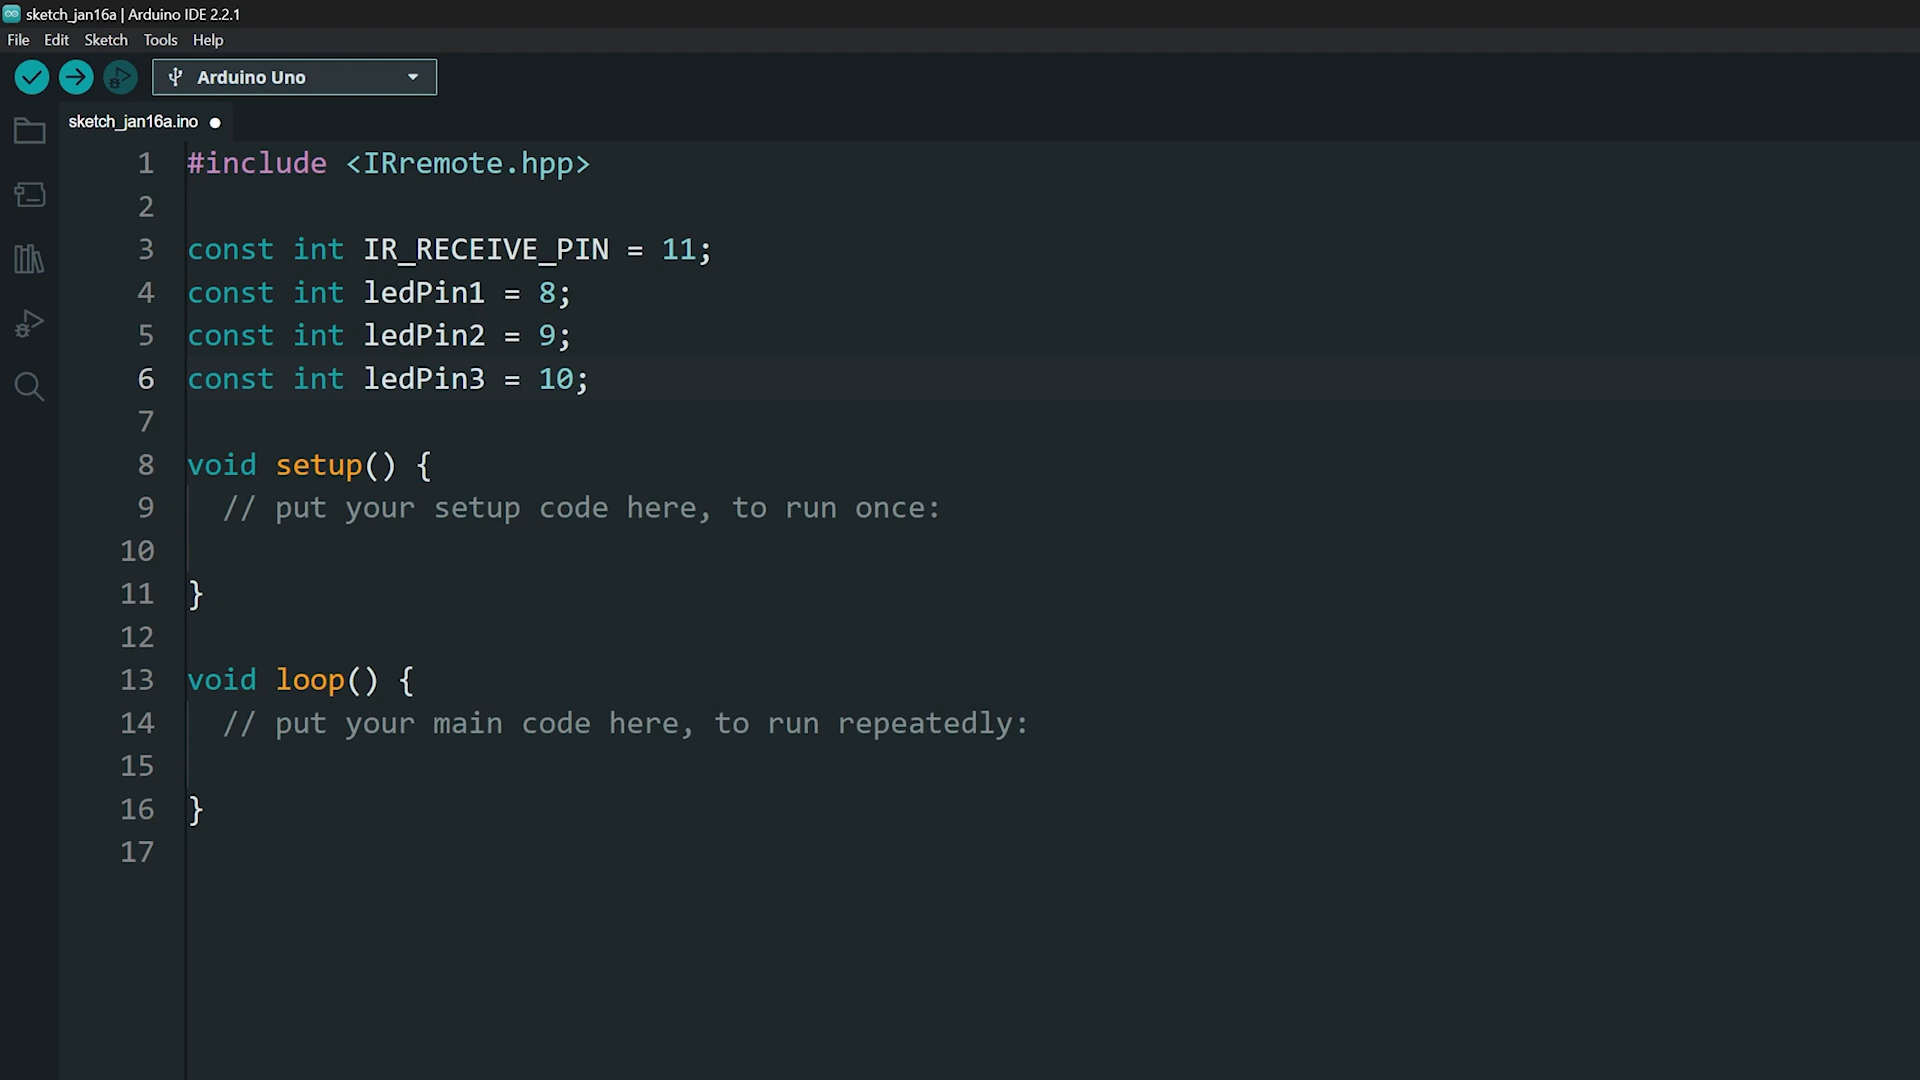 sketch_jan16a | Arduino IDE 2.2.1
File Edit Sketch Tools Help
Arduino Uno
sketch_jan16a.ino
1 #include <IRremote.hpp>
2
3 const int IR_RECEIVE_PIN = 11;
4 const int ledPin1 = 8;
5 const int ledPin2 = 9;
6 const int ledPin3 = 10;
7
8 void setup() {
9 // put your setup code here, to run once:
10
11 }
12
13 void loop() {
14 // put your main code here, to run repeatedly:
15
16 }
17